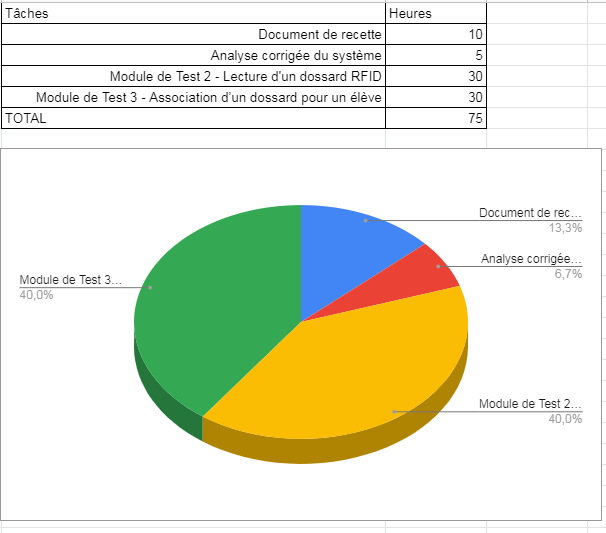 Tâches Heures
Document de recette 10
Analyse corrigée du système 5
Module de Test 2 - Lecture d'un dossard RFID 30
Module de Test 3 - Association d’un dossard pour un élève 30
TOTAL 75
Document de rec...
13,3%
Analyse corrigée...
6,7%
Module de Test 3...
40,0%
Module de Test 2...
40,0%